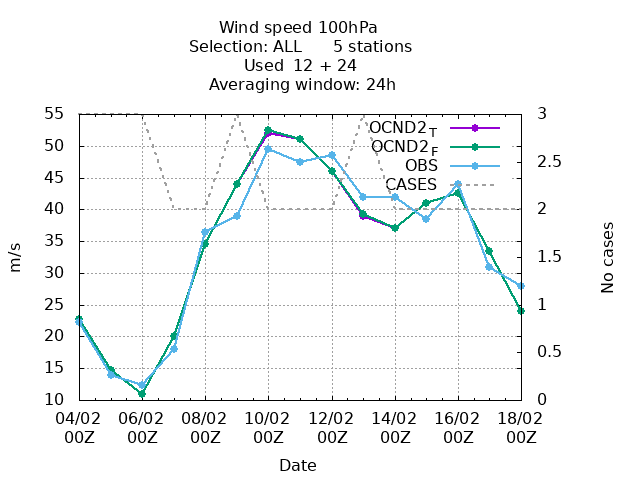 Wind speed 100hPa
Selection: ALL 5 stations
Used 12 + 24
Averaging window: 24h
55
50
45
40
35
30
25
20
15
10
m/s
OCND2T
OCND2F
OBS
CASES
3
2.5
2
1.5
1
0.5
0
No cases
04/02 06/02 08/02 10/02 12/02 14/02 16/02 18/02
00Z 00Z 00Z 00Z 00Z 00Z 00Z 00Z
Date